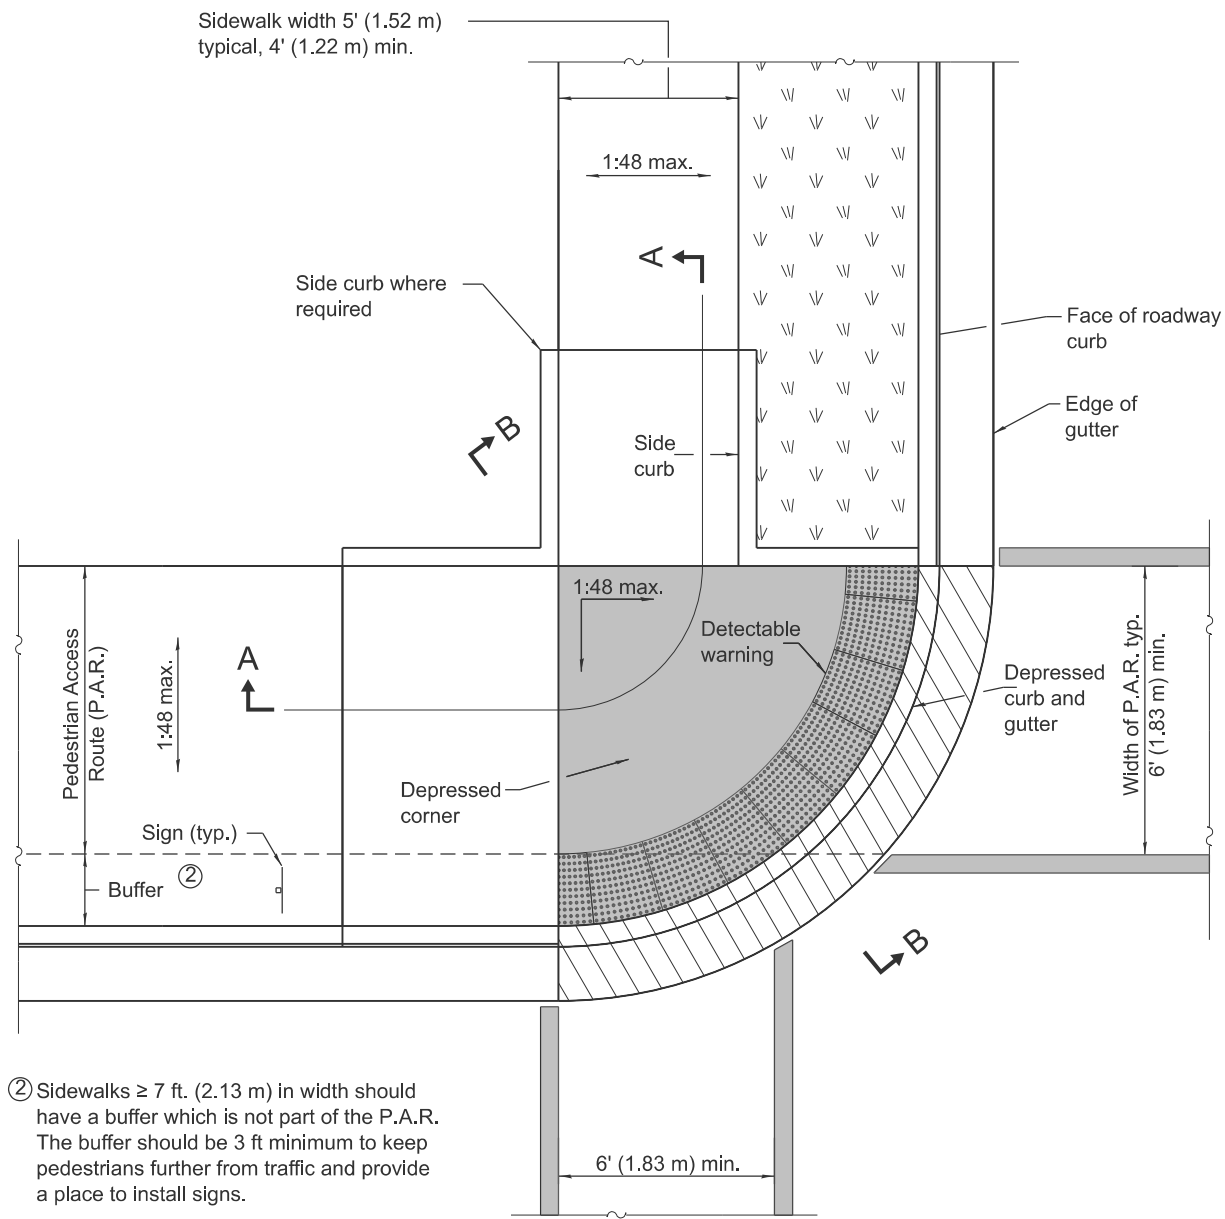 Sidewalk width 5' (1.52 m)
typical, 4' (1.22 m) min.
1:48 max.
A
Side curb where
required
Face of roadway
curb
Edge of
gutter
B
Side
curb
1:48 max.
Detectable
warning
Pedestrian Access
Route (P.A.R.)
1:48 max.
A
Depressed
curb and
gutter
Width of P.A.R. typ.
6' (1.83 m) min.
Depressed
corner
Sign (typ.)
Buffer 2
B
2 Sidewalks ≥ 7 ft. (2.13 m) in width should
have a buffer which is not part of the P.A.R.
The buffer should be 3 ft minimum to keep
pedestrians further from traffic and provide
a place to install signs.
6' (1.83 m) min.